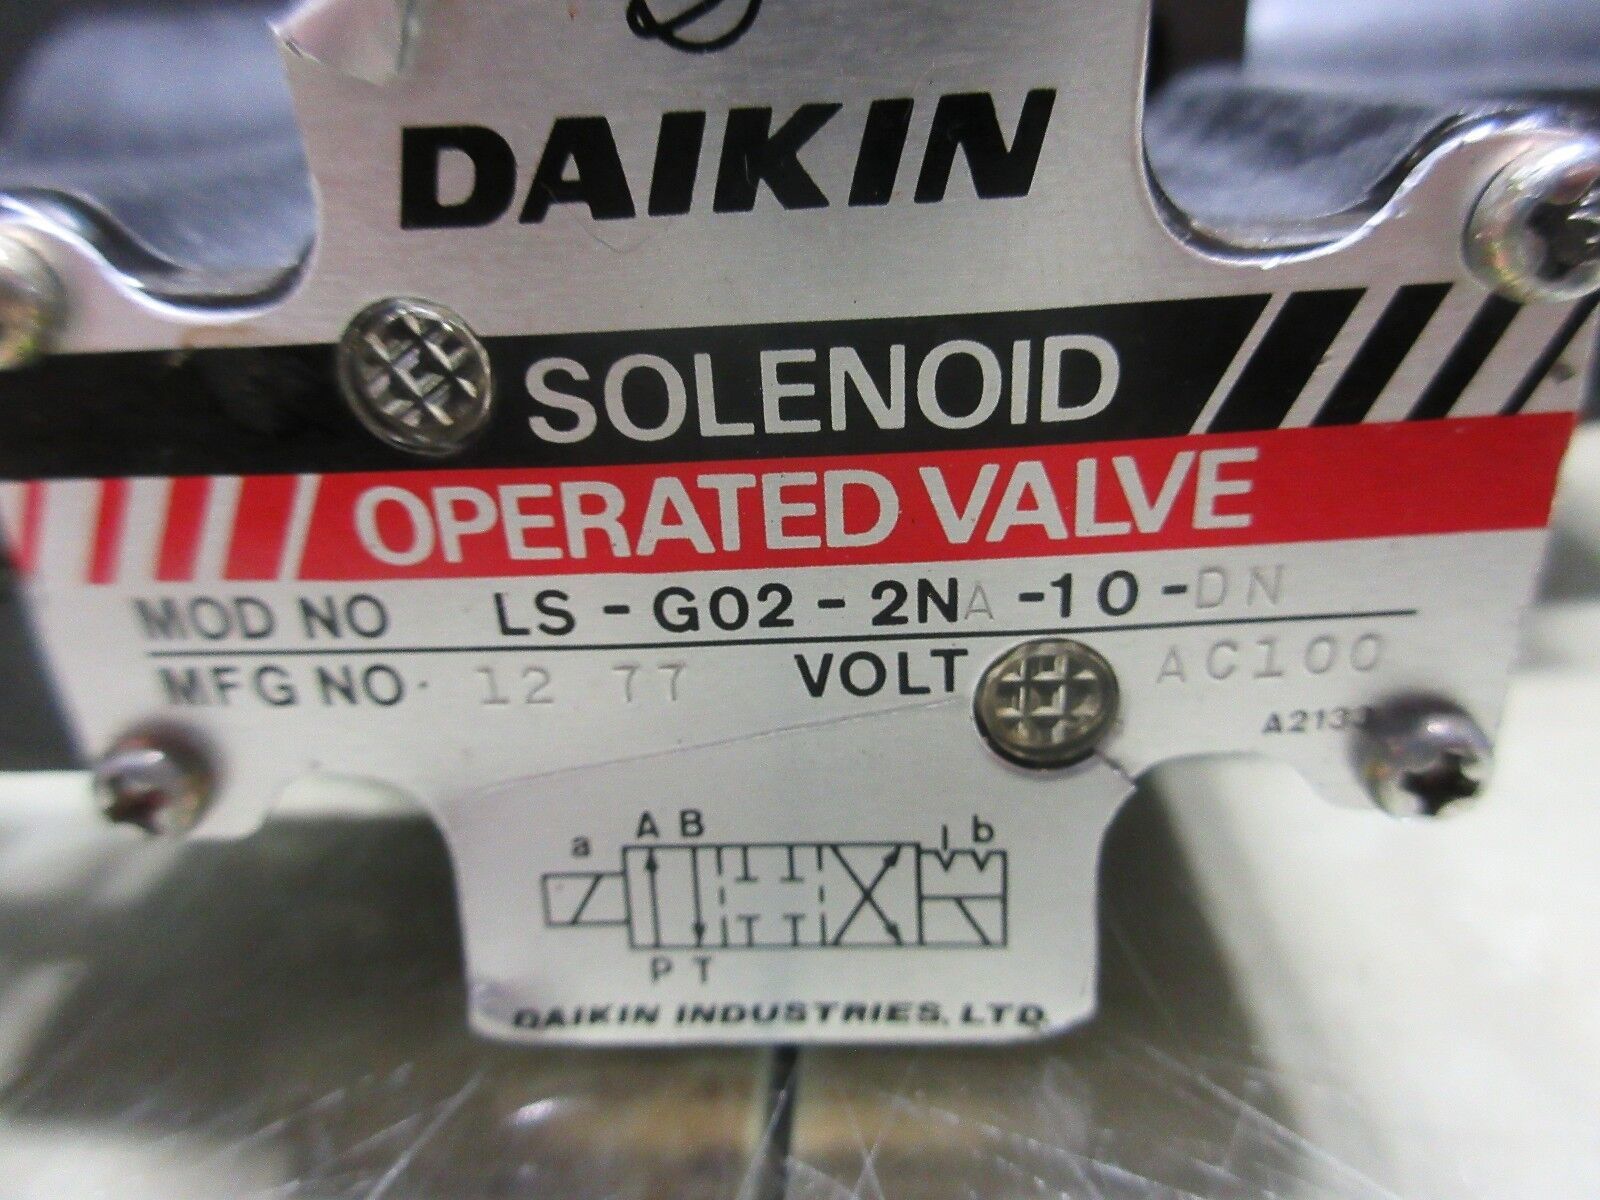 DAIKIN
SOLENOID
OPERATED VALVE
MOD NO LS-G02-2NA-10-DN
MFG NO. 12 77 VOLT AC100
a A B b
P T
DAIKIN INDUSTRIES, LTD.